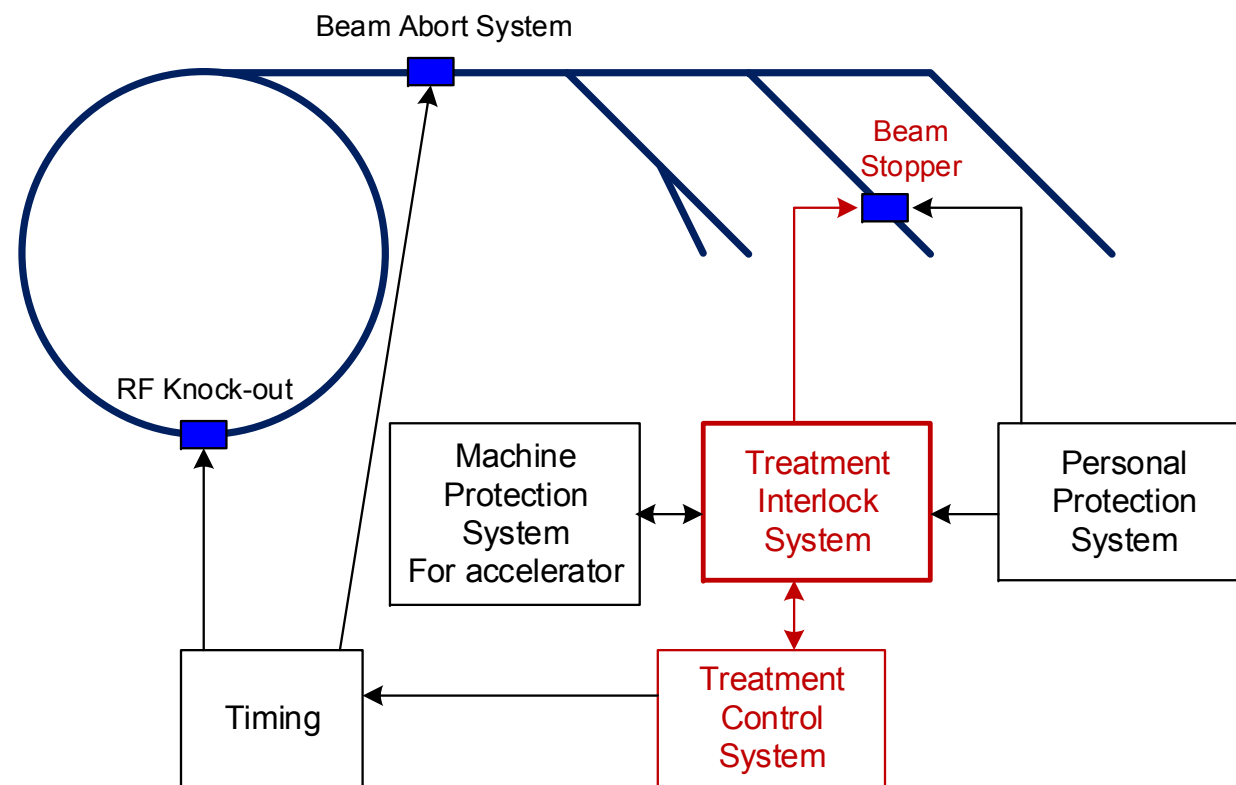 Beam Abort System
Beam
Stopper
RF Knock-out
Machine
Protection
System
For accelerator
Treatment
Interlock
System
Personal
Protection
System
Timing
Treatment
Control
System